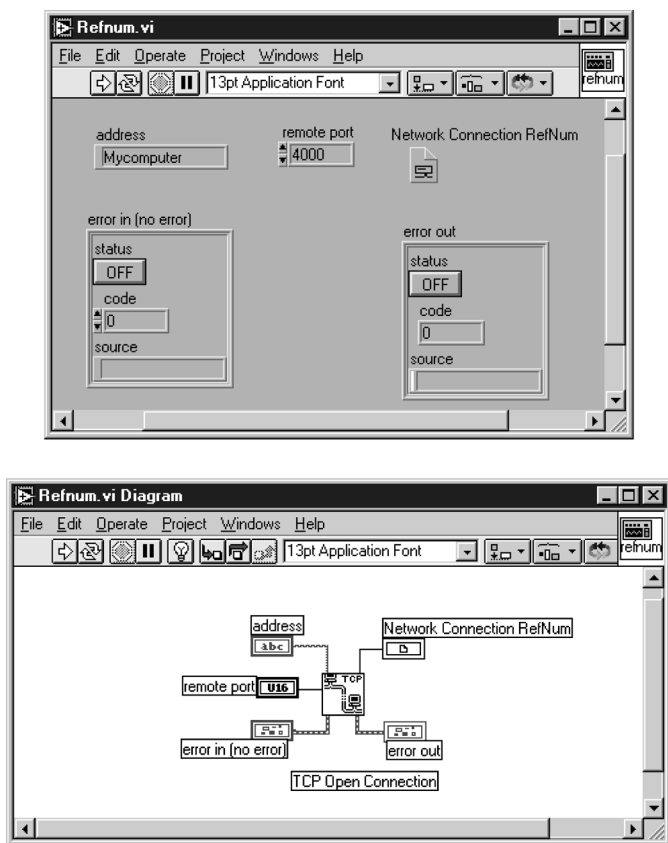 Refnum.vi
File Edit Operate Project Windows Help
13pt Application Font
refnum
address
Mycomputer
remote port
4000
Network Connection RefNum
error in (no error)
status
OFF
code
0
source
error out
status
OFF
code
0
source
Refnum.vi Diagram
File Edit Operate Project Windows Help
13pt Application Font
refnum
address
abc
Network Connection RefNum
remote port U16
TCP
error in (no error)
error out
TCP Open Connection